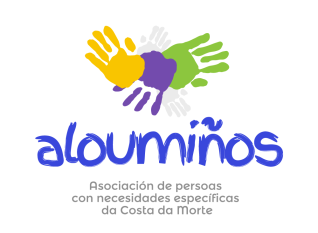 aloumiños
Asociación de persoas
con necesidades específicas
da Costa da Morte